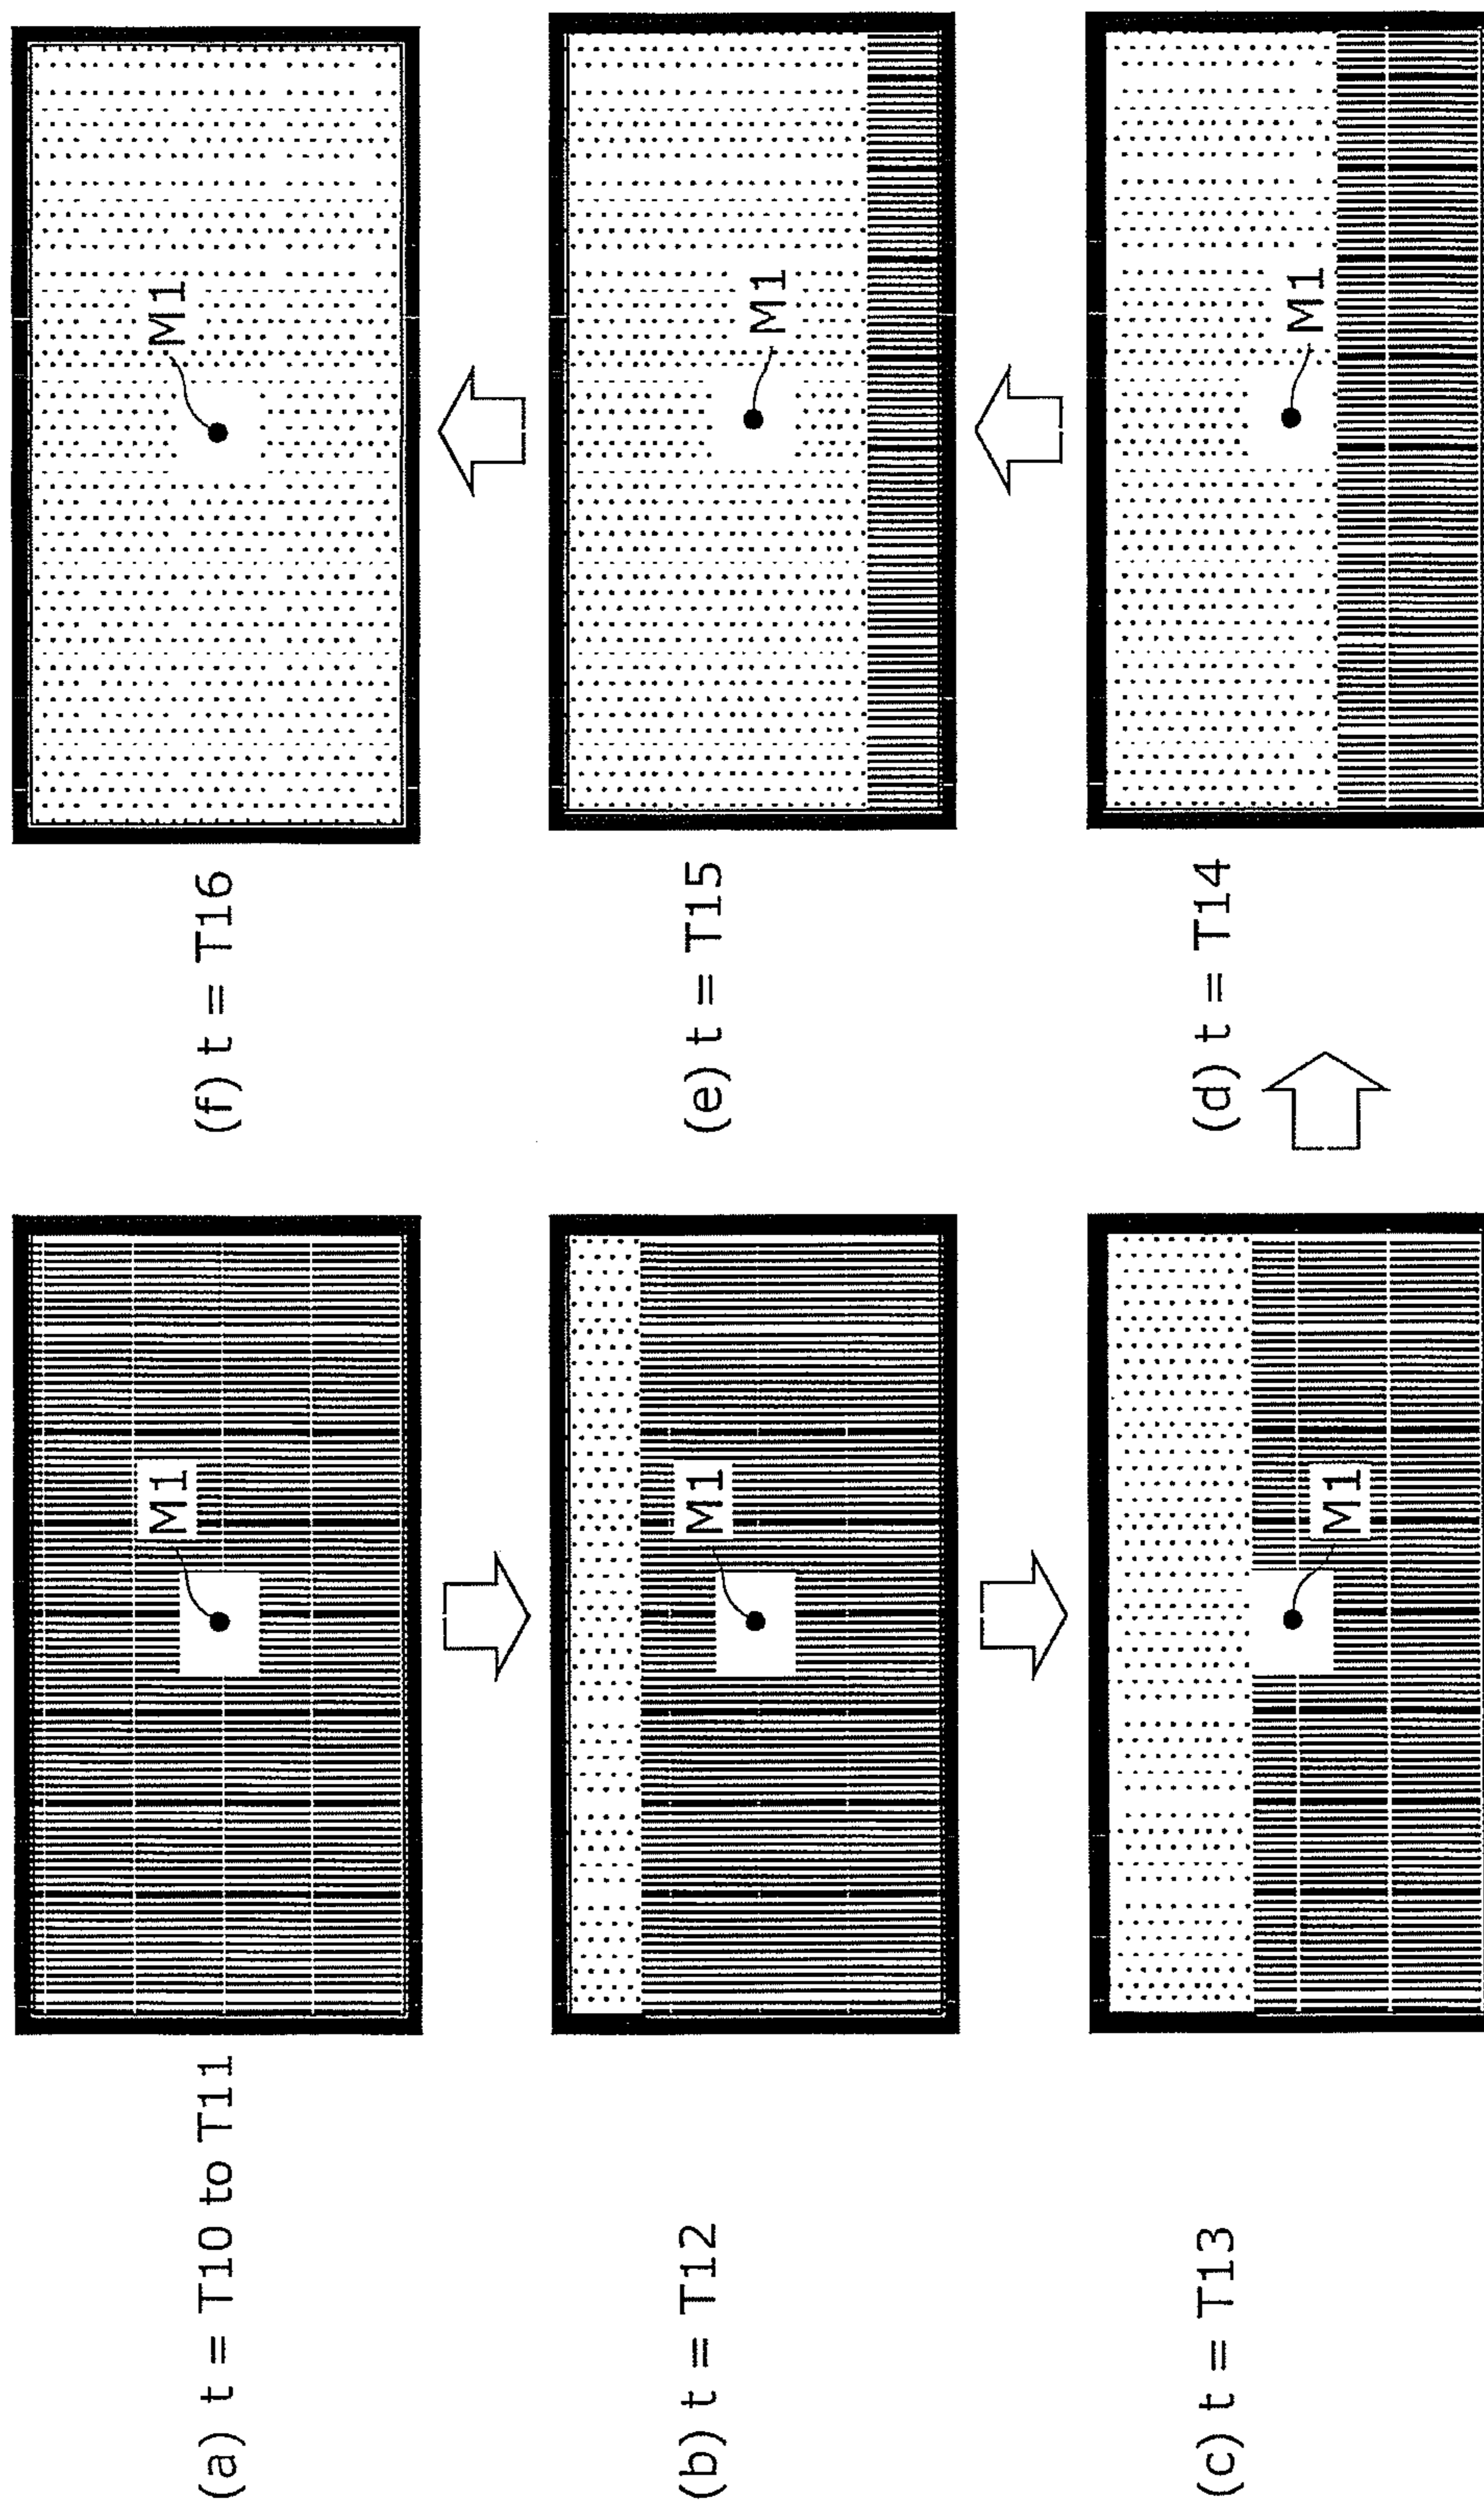 (a) t = T10 to T11
M1
(b) t = T12
M1
(c) t = T13
M1
(d) t = T14
M1
(e) t = T15
M1
(f) t = T16
M1